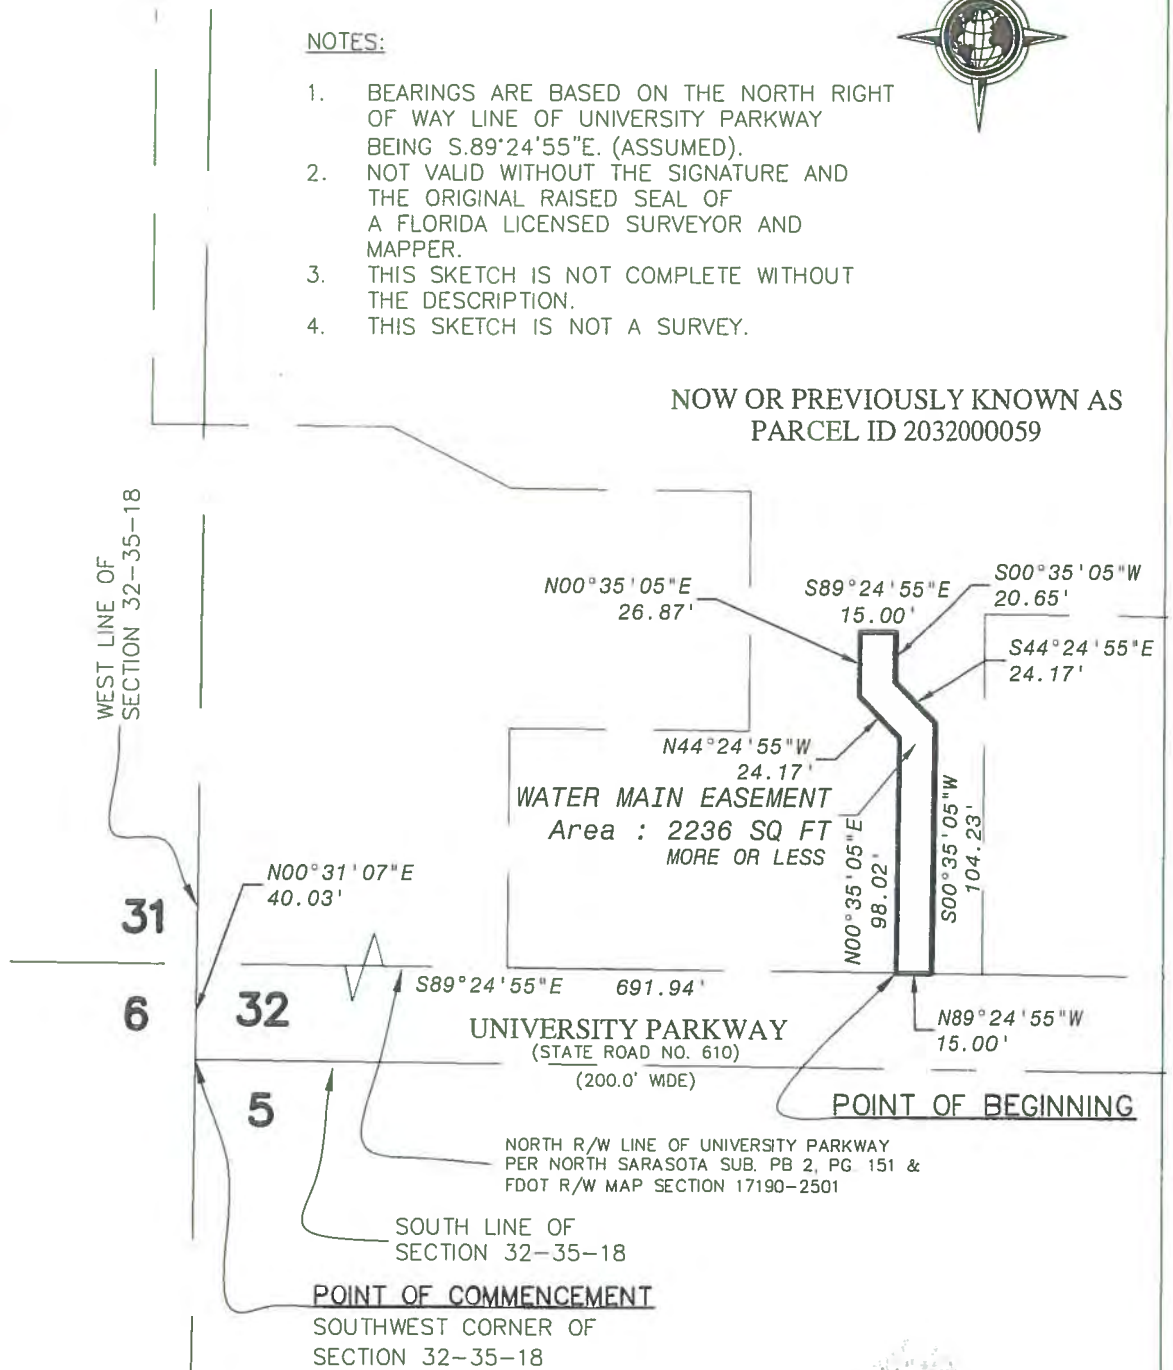 NOTES:
1. BEARINGS ARE BASED ON THE NORTH RIGHT
OF WAY LINE OF UNIVERSITY PARKWAY
BEING S.89°24'55"E. (ASSUMED).
2. NOT VALID WITHOUT THE SIGNATURE AND
THE ORIGINAL RAISED SEAL OF
A FLORIDA LICENSED SURVEYOR AND
MAPPER.
3. THIS SKETCH IS NOT COMPLETE WITHOUT
THE DESCRIPTION.
4. THIS SKETCH IS NOT A SURVEY.
NOW OR PREVIOUSLY KNOWN AS
PARCEL ID 2032000059
WEST LINE OF
SECTION 32-35-18
N00°35'05"E
26.87'
S89°24'55"E
15.00'
S00°35'05"W
20.65'
S44°24'55"E
24.17'
N44°24'55"W
24.17'
WATER MAIN EASEMENT
Area : 2236 SQ FT
MORE OR LESS
N00°35'05"E
98.02'
S00°35'05"W
104.23'
N00°31'07"E
40.03'
31
6
32
5
S89°24'55"E 691.94'
UNIVERSITY PARKWAY
(STATE ROAD NO. 610)
(200.0' WIDE)
N89°24'55"W
15.00'
POINT OF BEGINNING
NORTH R/W LINE OF UNIVERSITY PARKWAY
PER NORTH SARASOTA SUB. PB 2, PG 151 &
FDOT R/W MAP SECTION 17190-2501
SOUTH LINE OF
SECTION 32-35-18
POINT OF COMMENCEMENT
SOUTHWEST CORNER OF
SECTION 32-35-18